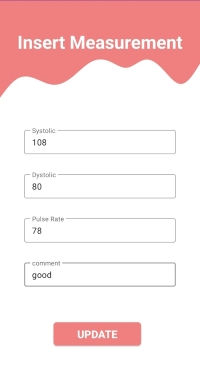 Insert Measurement
Systolic
108
Dystolic
80
Pulse Rate
78
comment
good
UPDATE